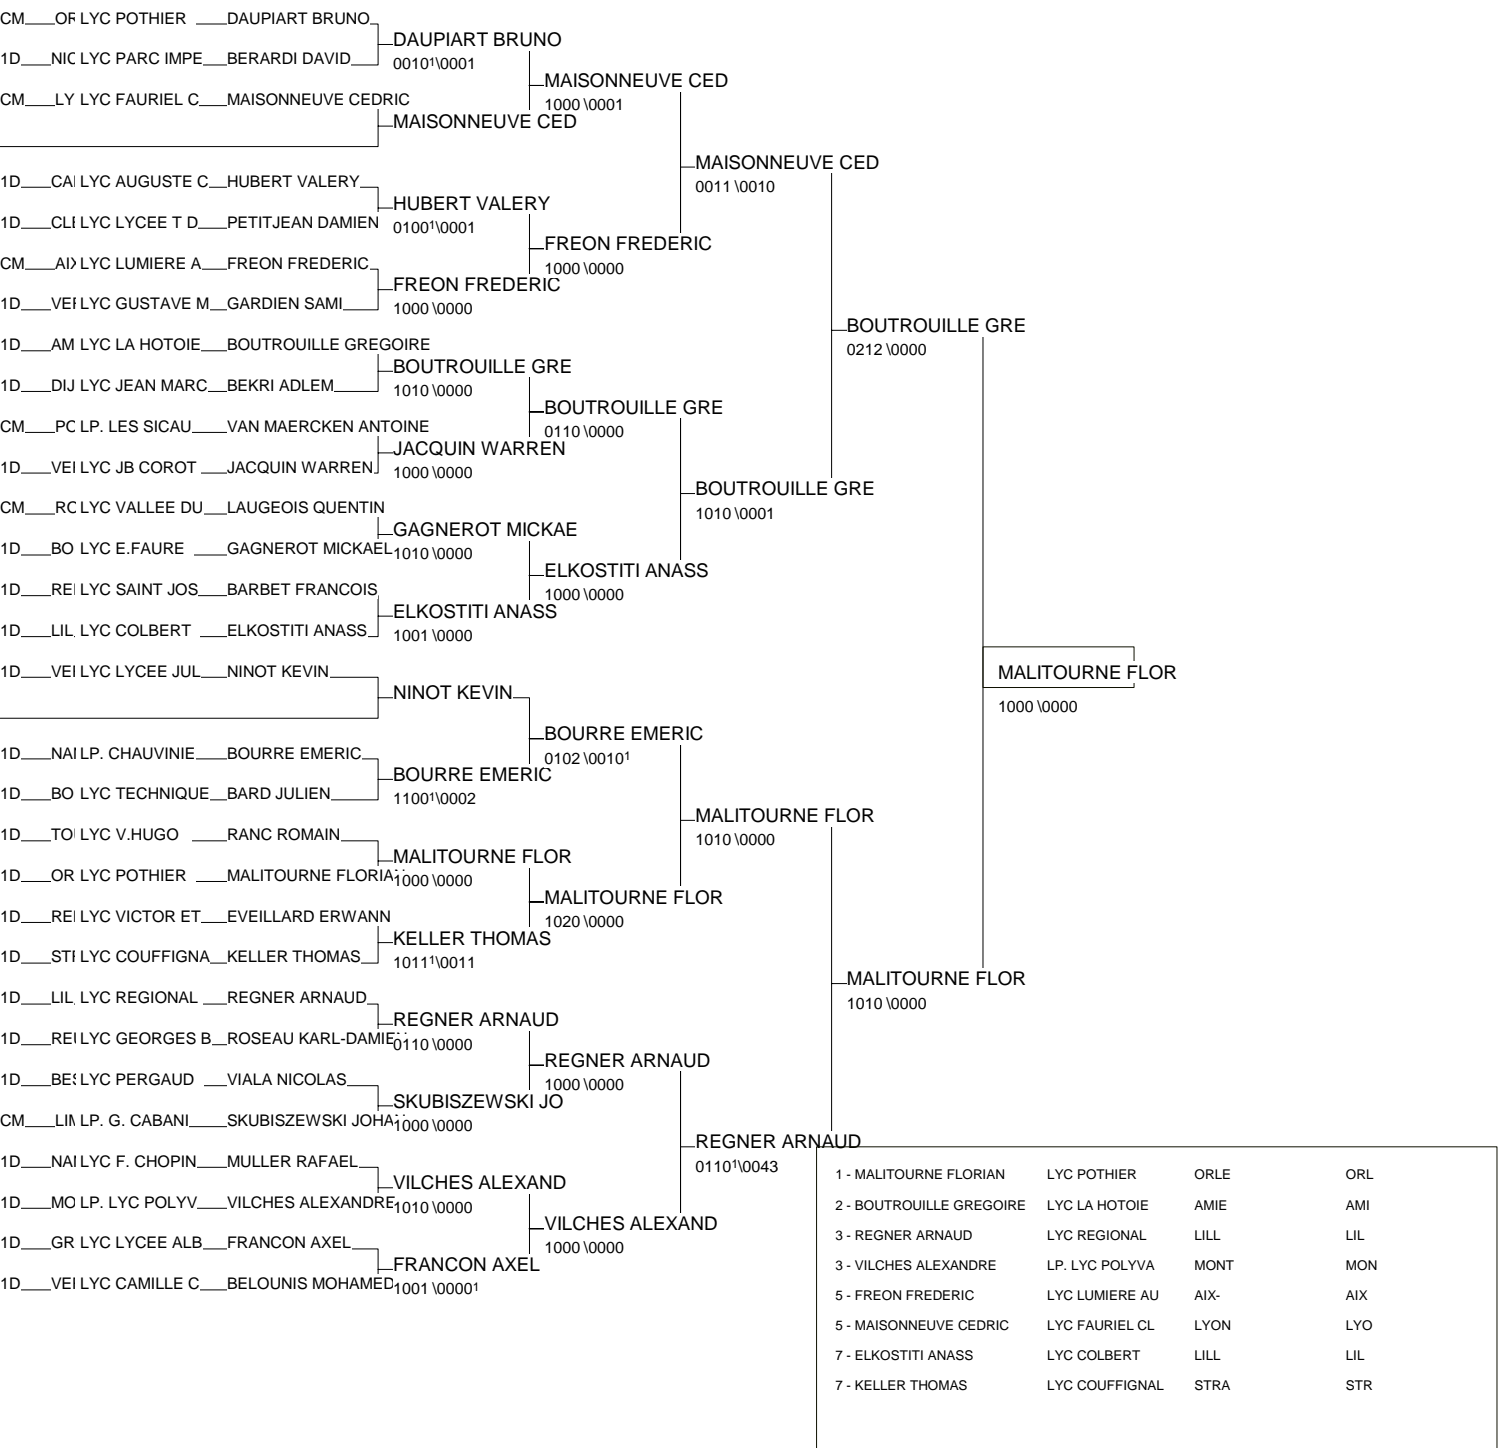 CM OR LYC POTHIER DAUPIART BRUNO
DAUPIART BRUNO
1D NIC LYC PARC IMPE BERARDI DAVID
0010¹\0001
MAISONNEUVE CED
CM LY LYC FAURIEL C MAISONNEUVE CEDRIC
1000 \0001
MAISONNEUVE CED
MAISONNEUVE CED
0011 \0010
1D CAI LYC AUGUSTE C HUBERT VALERY
HUBERT VALERY
1D CLE LYC LYCEE T D PETITJEAN DAMIEN
0100¹\0001
FREON FREDERIC
CM AIX LYC LUMIERE A FREON FREDERIC
1000 \0000
FREON FREDERIC
1D VEI LYC GUSTAVE M GARDIEN SAMI
1000 \0000
BOUTROUILLE GRE
0212 \0000
1D AM LYC LA HOTOIE BOUTROUILLE GREGOIRE
BOUTROUILLE GRE
1D DIJ LYC JEAN MARC BEKRI ADLEM
1010 \0000
BOUTROUILLE GRE
CM PO LP. LES SICAU VAN MAERCKEN ANTOINE
0110 \0000
JACQUIN WARREN
1D VEI LYC JB COROT JACQUIN WARREN
1000 \0000
BOUTROUILLE GRE
1010 \0001
CM RO LYC VALLEE DU LAUGEOIS QUENTIN
GAGNEROT MICKAE
1D BO LYC E.FAURE GAGNEROT MICKAEL
1010 \0000
ELKOSTITI ANASS
1D REI LYC SAINT JOS BARBET FRANCOIS
1000 \0000
ELKOSTITI ANASS
1D LIL LYC COLBERT ELKOSTITI ANASS
1001 \0000
1D VEI LYC LYCEE JUL NINOT KEVIN
MALITOURNE FLOR
1000 \0000
NINOT KEVIN
BOURRE EMERIC
1D NAI LP. CHAUVINIE BOURRE EMERIC
0102 \0010¹
BOURRE EMERIC
1D BO LYC TECHNIQUE BARD JULIEN
1100¹\0002
MALITOURNE FLOR
1010 \0000
1D TOI LYC V.HUGO RANC ROMAIN
MALITOURNE FLOR
1D OR LYC POTHIER MALITOURNE FLORIAN
1000 \0000
MALITOURNE FLOR
1D REI LYC VICTOR ET EVEILLARD ERWANN
1020 \0000
KELLER THOMAS
1D STI LYC COUFFIGNA KELLER THOMAS
1011¹\0011
MALITOURNE FLOR
1010 \0000
1D LIL LYC REGIONAL REGNER ARNAUD
REGNER ARNAUD
1D REI LYC GEORGES B ROSEAU KARL-DAMIEN
0110 \0000
REGNER ARNAUD
1D BES LYC PERGAUD VIALA NICOLAS
1000 \0000
SKUBISZEWSKI JO
CM LIM LP. G. CABANI SKUBISZEWSKI JOHAN
1000 \0000
REGNER ARNAUD
0110¹\0043
1D NAI LYC F. CHOPIN MULLER RAFAEL
VILCHES ALEXAND
1D MO LP. LYC POLYV VILCHES ALEXANDRE
1010 \0000
VILCHES ALEXAND
1D GR LYC LYCEE ALB FRANCON AXEL
1000 \0000
FRANCON AXEL
1D VEI LYC CAMILLE C BELOUNIS MOHAMED
1001 \0000¹
1 - MALITOURNE FLORIAN LYC POTHIER ORLE ORL
2 - BOUTROUILLE GREGOIRE LYC LA HOTOIE AMIE AMI
3 - REGNER ARNAUD LYC REGIONAL LILL LIL
3 - VILCHES ALEXANDRE LP. LYC POLYVA MONT MON
5 - FREON FREDERIC LYC LUMIERE AU AIX- AIX
5 - MAISONNEUVE CEDRIC LYC FAURIEL CL LYON LYO
7 - ELKOSTITI ANASS LYC COLBERT LILL LIL
7 - KELLER THOMAS LYC COUFFIGNAL STRA STR